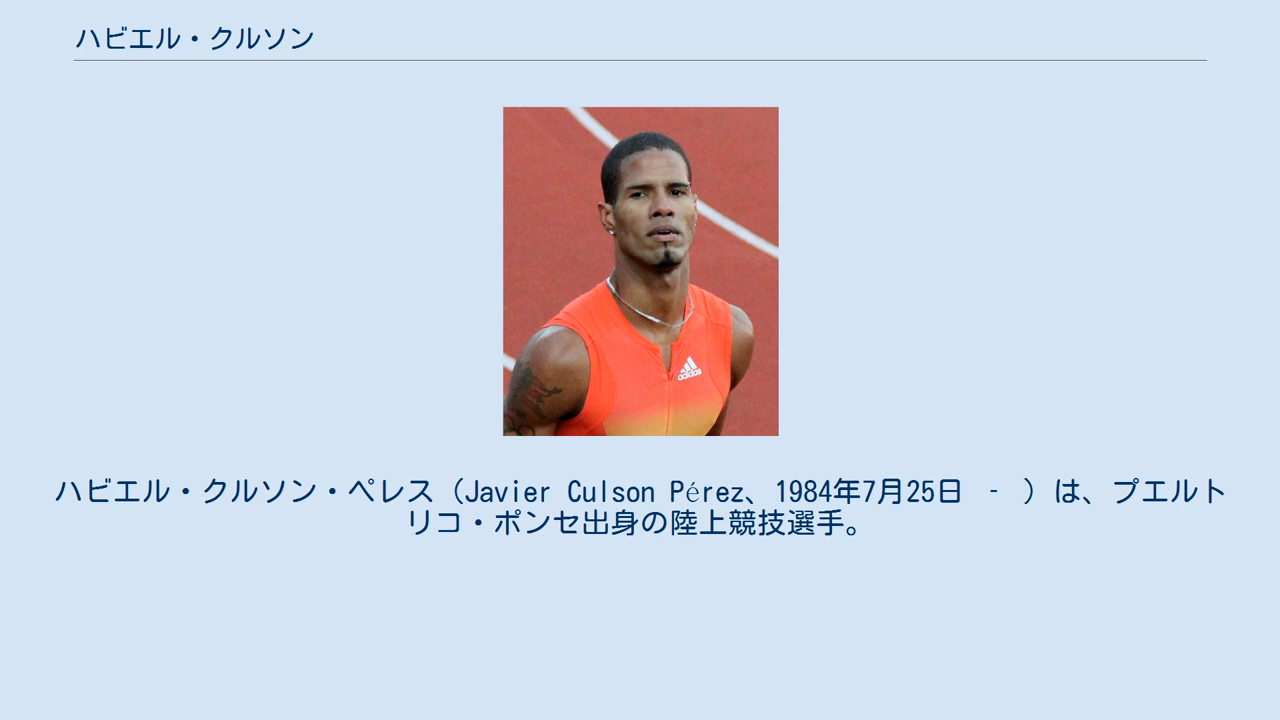 ハビエル・クルソン
adidas
ハビエル・クルソン・ペレス（Javier Culson Pérez、1984年7月25日 - ）は、プエルト
リコ・ポンセ出身の陸上競技選手。